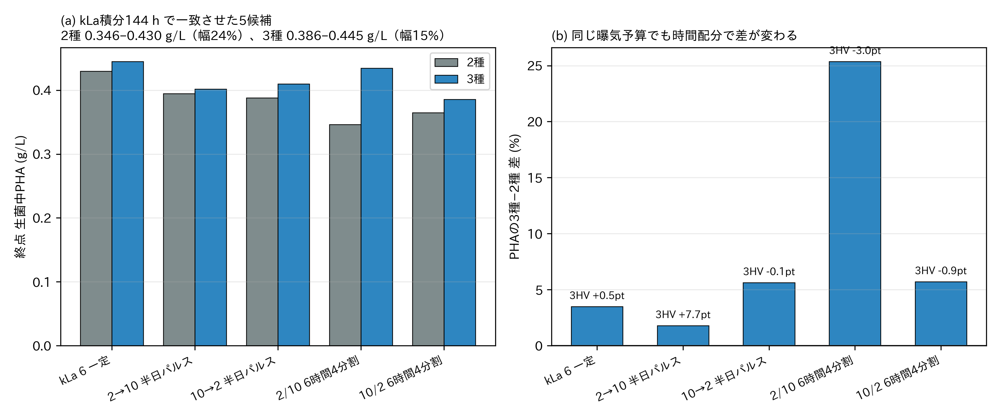 (a) kLa積分144 h で一致させた5候補
2種 0.346–0.430 g/L（幅24%）、3種 0.386–0.445 g/L（幅15%）
終点 生菌中PHA (g/L)
0.4
0.3
0.2
0.1
0.0
2種
3種
kLa 6 一定
2→10 半日パルス
10→2 半日パルス
2/10 6時間4分割
10/2 6時間4分割
(b) 同じ曝気予算でも時間配分で差が変わる
PHAの3種−2種 差 (%)
25
20
15
10
5
0
3HV +0.5pt
3HV +7.7pt
3HV -0.1pt
3HV -3.0pt
3HV -0.9pt
kLa 6 一定
2→10 半日パルス
10→2 半日パルス
2/10 6時間4分割
10/2 6時間4分割